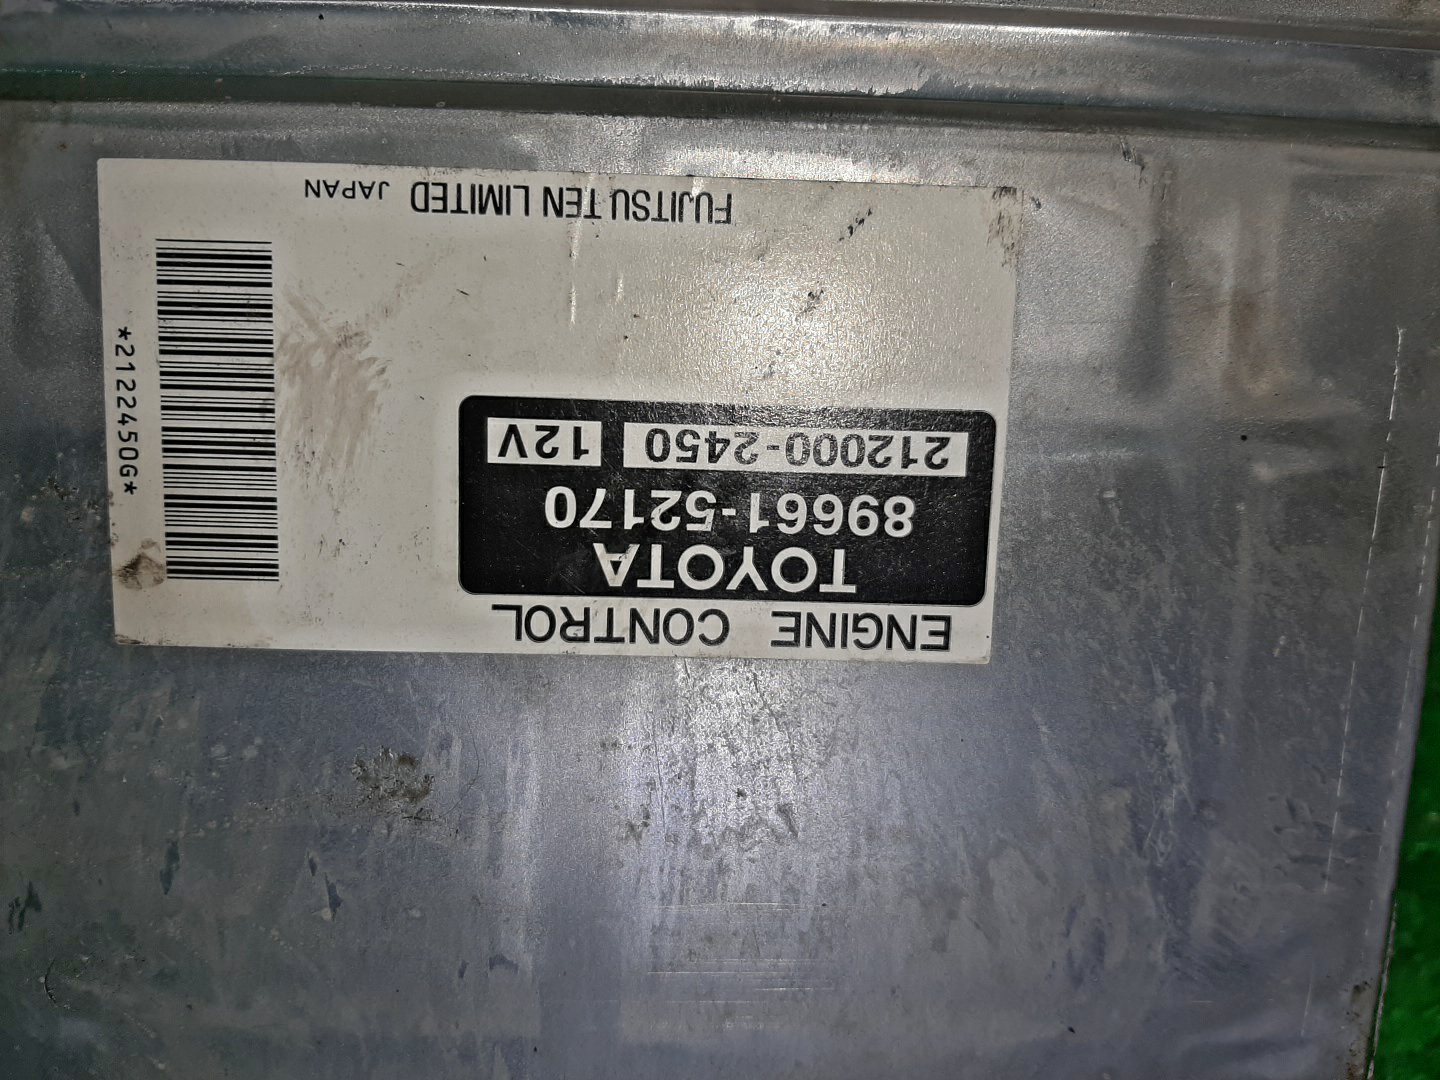 ENGINE CONTROL
TOYOTA
89661-52170
212000-2450 12V
FUJITSU TEN LIMITED JAPAN
*2122450G*